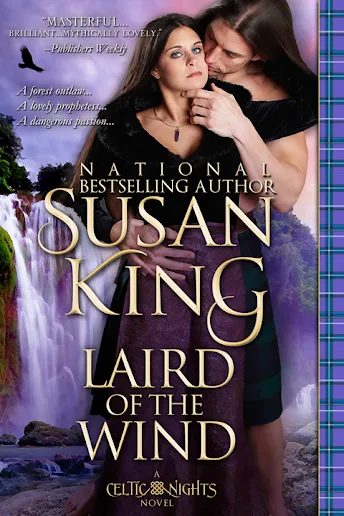 "MASTERFUL...
BRILLIANT...MYTHICALLY LOVELY."
–Publishers Weekly
A forest outlaw...
A lovely prophetess...
A dangerous passion...
NATIONAL
BESTSELLING AUTHOR
SUSAN
KING
LAIRD
OF THE
WIND
A
CELTIC NIGHTS
NOVEL